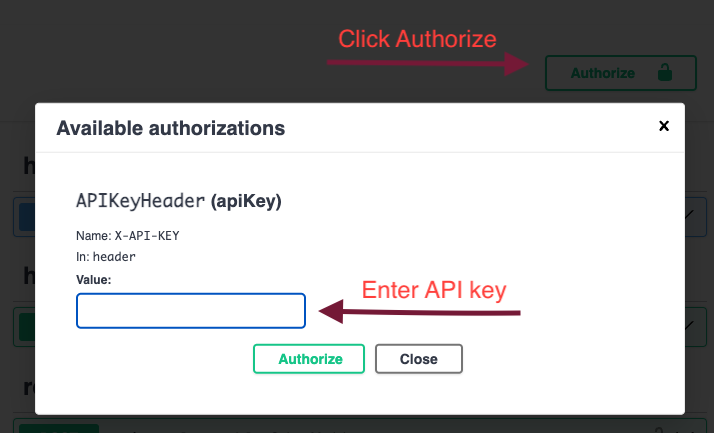 Click Authorize
Authorize
Available authorizations
x
APIKeyHeader (apiKey)
Name: X-API-KEY
In: header
Value:
Enter API key
Authorize
Close